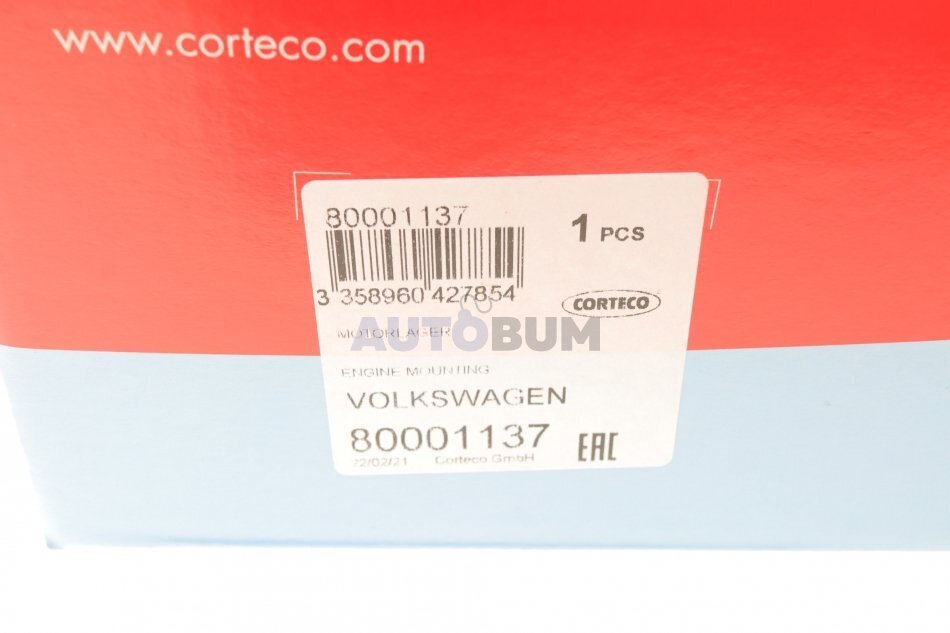 www.corteco.com
80001137
1 PCS
3 358960 427854
CORTECO
MOTORLAGER
AUTOBUM
ENGINE MOUNTING
VOLKSWAGEN
80001137
22/02/21 Corteco GmbH
EAC